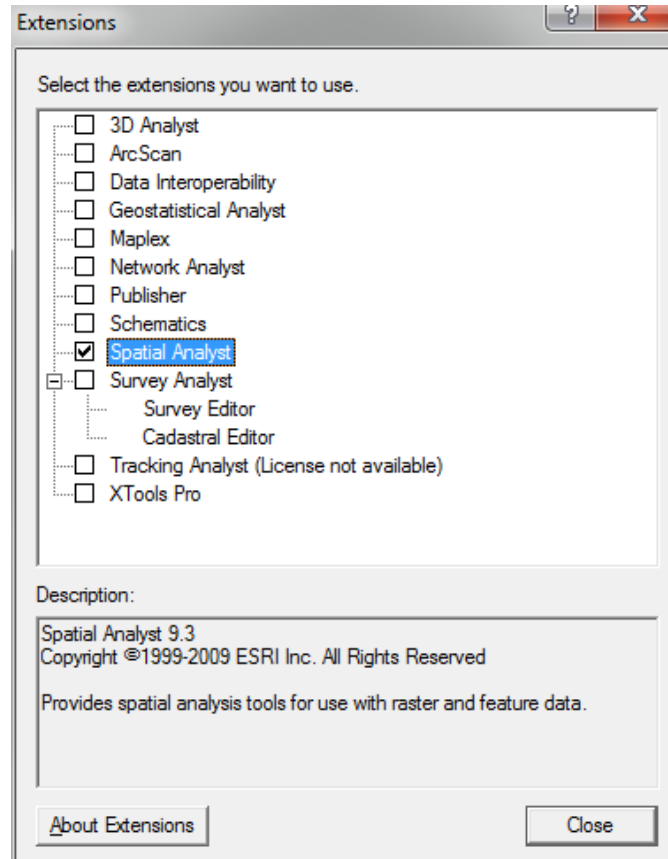 Extensions
Select the extensions you want to use.
3D Analyst
ArcScan
Data Interoperability
Geostatistical Analyst
Maplex
Network Analyst
Publisher
Schematics
Spatial Analyst
Survey Analyst
Survey Editor
Cadastral Editor
Tracking Analyst (License not available)
XTools Pro
Description:
Spatial Analyst 9.3
Copyright ©1999-2009 ESRI Inc. All Rights Reserved
Provides spatial analysis tools for use with raster and feature data.
About Extensions
Close